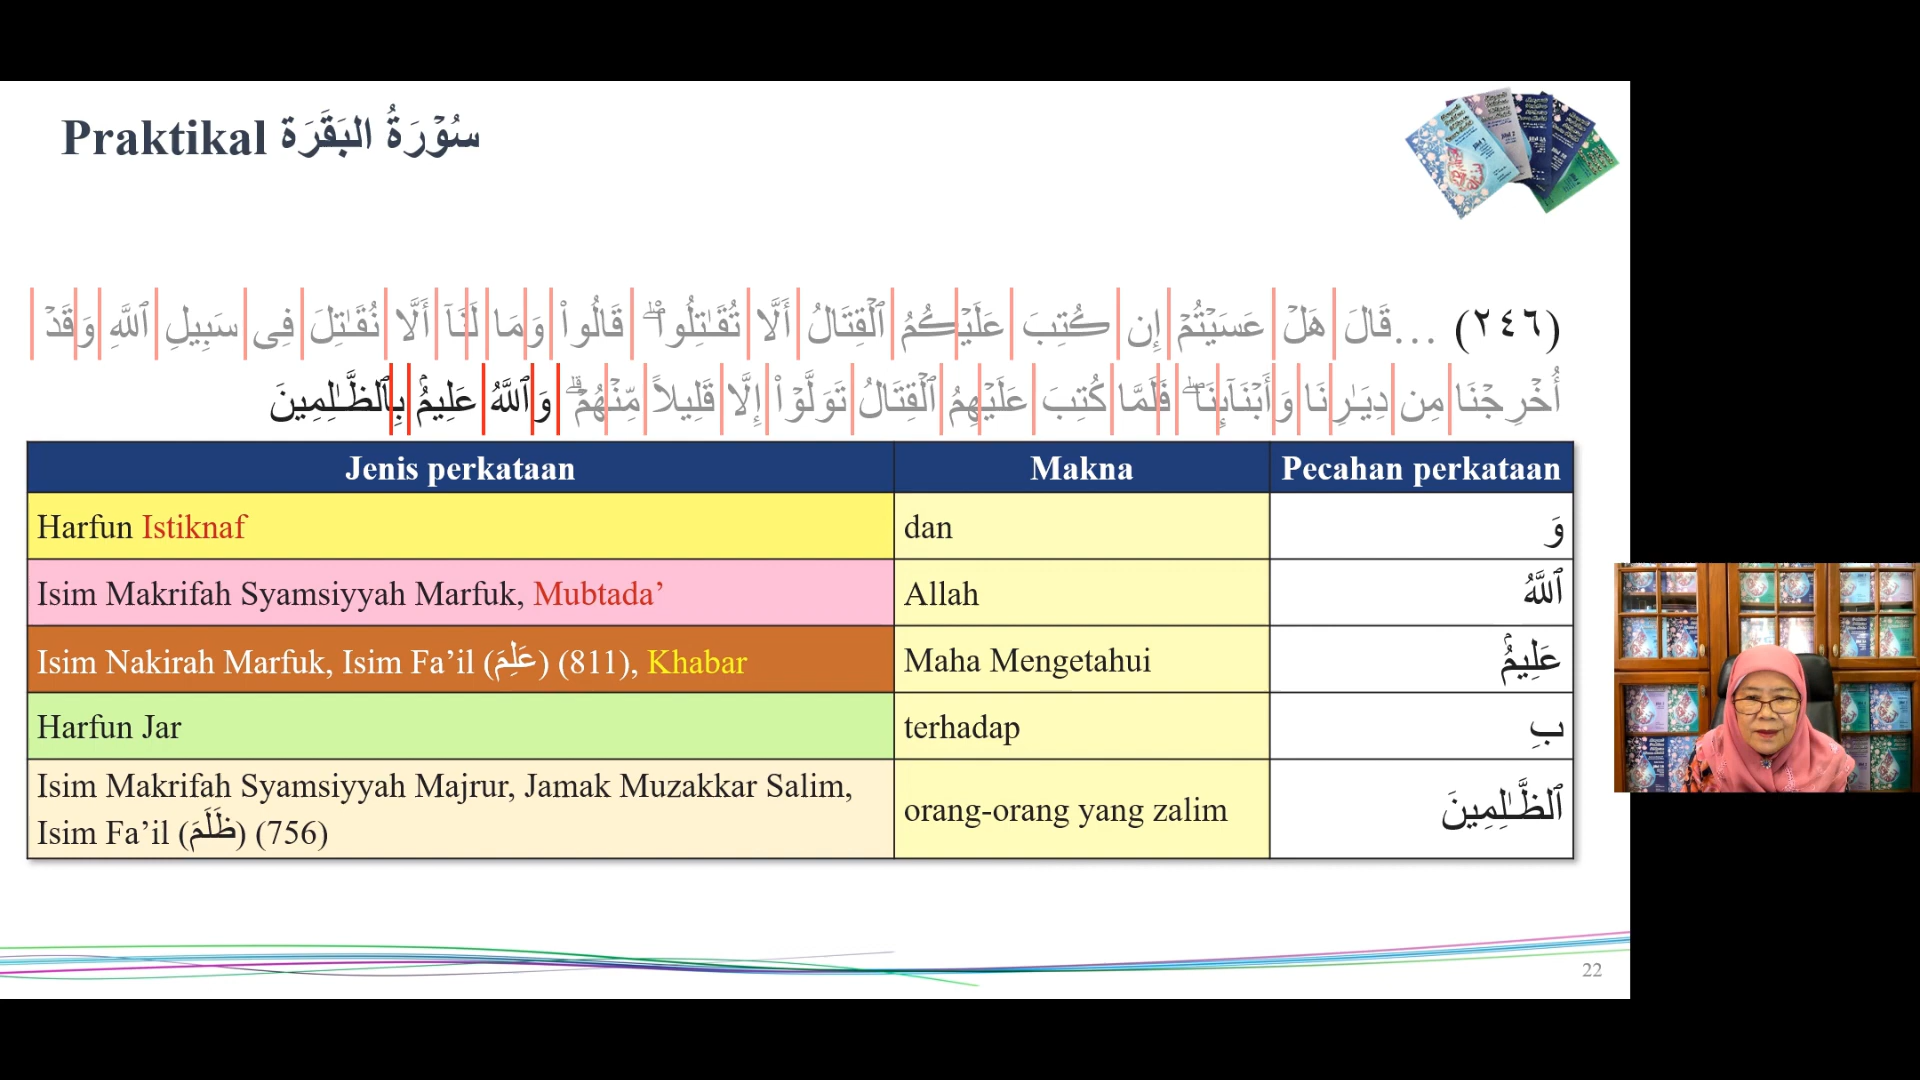 Praktikal سُوْرَةُ البَقَرَة
(٢٤٦) ...قَالَ هَلْ عَسَيْتُمْ إِن كُتِبَ عَلَيْكُمُ ٱلْقِتَالُ أَلَّا تُقَـٰتِلُوا۟ ۖ قَالُوا۟ وَمَا لَنَآ أَلَّا نُقَـٰتِلَ فِى سَبِيلِ ٱللَّهِ وَقَدْ
أُخْرِجْنَا مِن دِيَـٰرِنَا وَأَبْنَآئِنَا ۖ فَلَمَّا كُتِبَ عَلَيْهِمُ ٱلْقِتَالُ تَوَلَّوْا۟ إِلَّا قَلِيلًا مِّنْهُمْ ۗ وَٱللَّهُ عَلِيمٌۢ بِٱلظَّـٰلِمِينَ
Jenis perkataan Makna Pecahan perkataan
Harfun Istiknaf dan وَ
Isim Makrifah Syamsiyyah Marfuk, Mubtada’ Allah ٱللَّهُ
Isim Nakirah Marfuk, Isim Fa’il (عَلِمَ) (811), Khabar Maha Mengetahui عَلِيمٌۢ
Harfun Jar terhadap بِ
Isim Makrifah Syamsiyyah Majrur, Jamak Muzakkar Salim,
Isim Fa’il (ظَلَمَ) (756) orang-orang yang zalim ٱلظَّـٰلِمِينَ
22